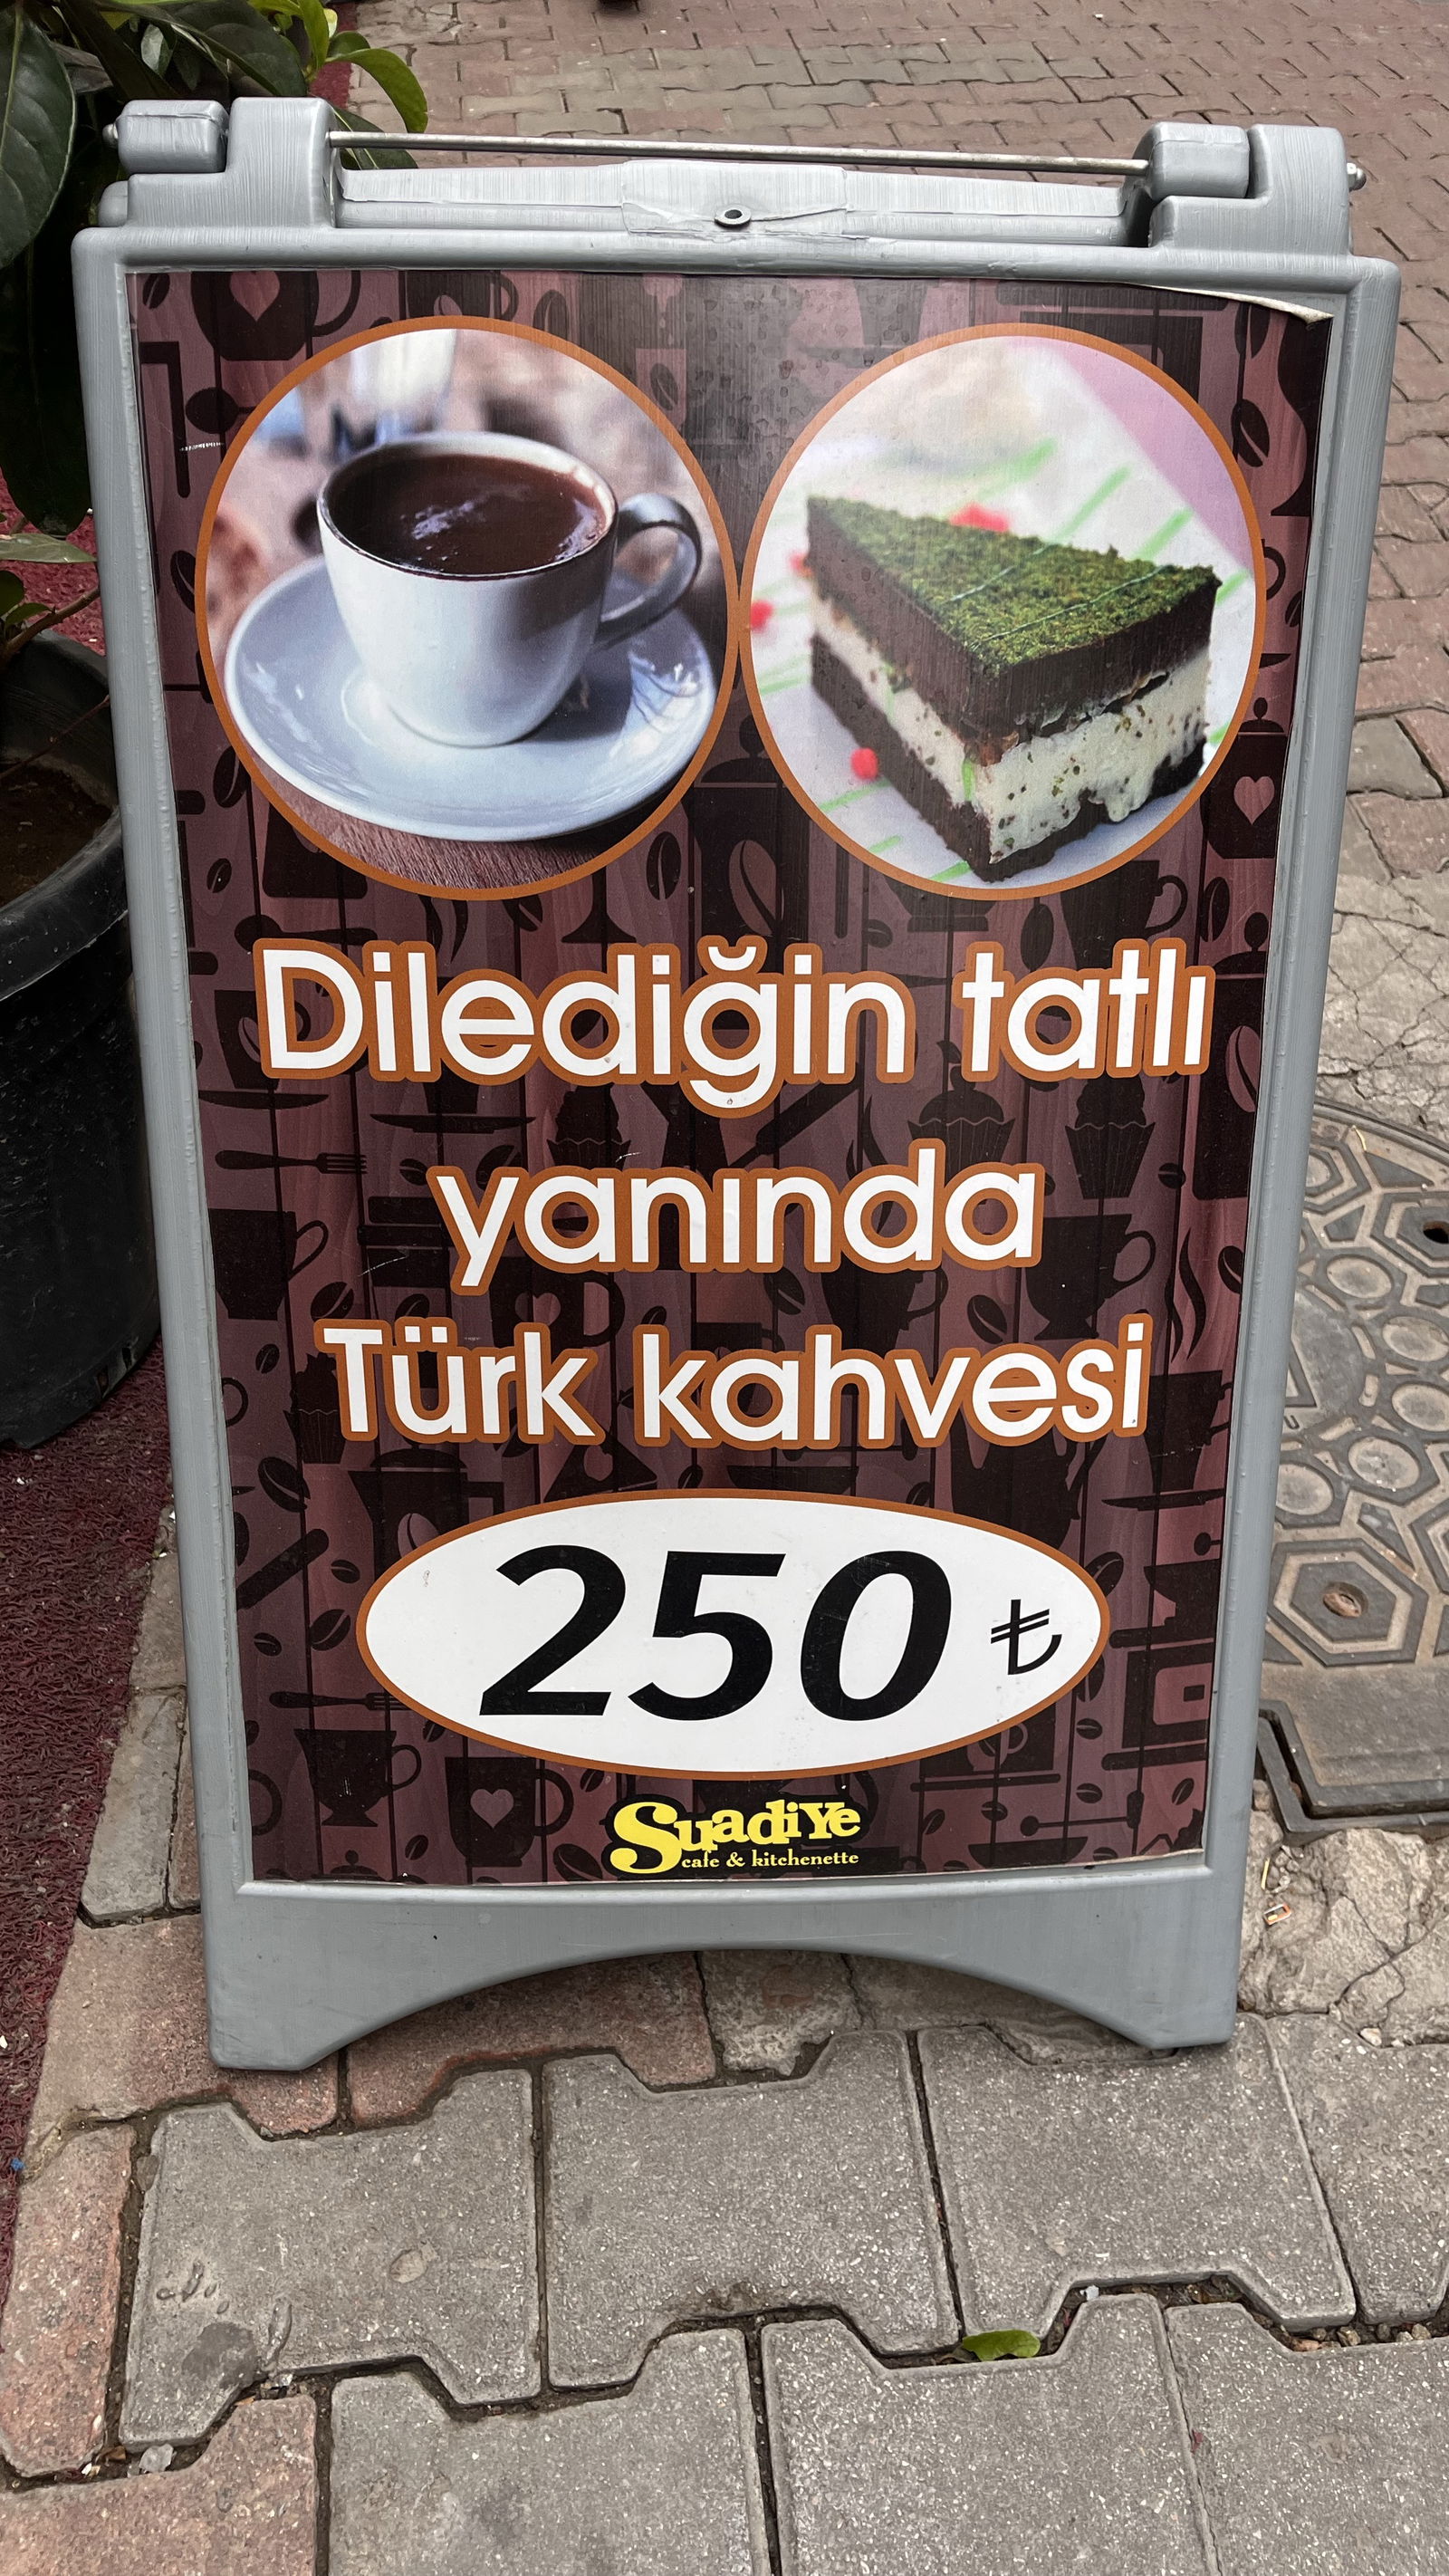 Dilediğin tatlı
yanında
Türk kahvesi
250 ₺
SuadiYe
cafe & kitchenette